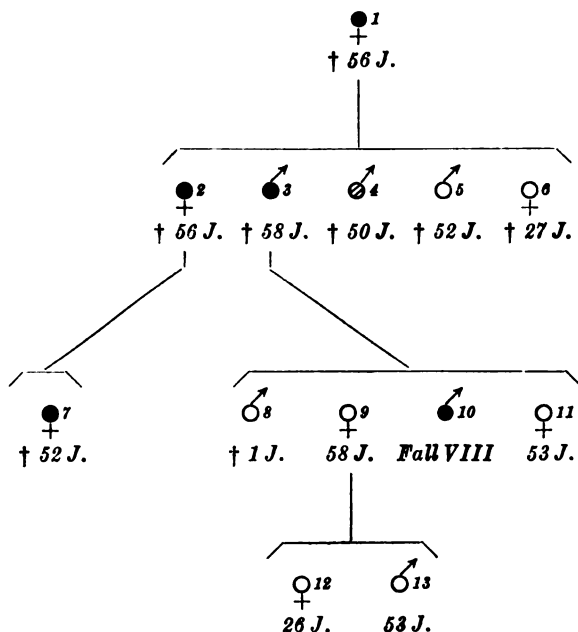 1
† 56 J.
2 3 4 5 6
† 56 J. † 58 J. † 50 J. † 52 J. † 27 J.
7 8 9 10 11
† 52 J. † 1 J. 58 J. Fall VIII 53 J.
12 13
26 J. 53 J.